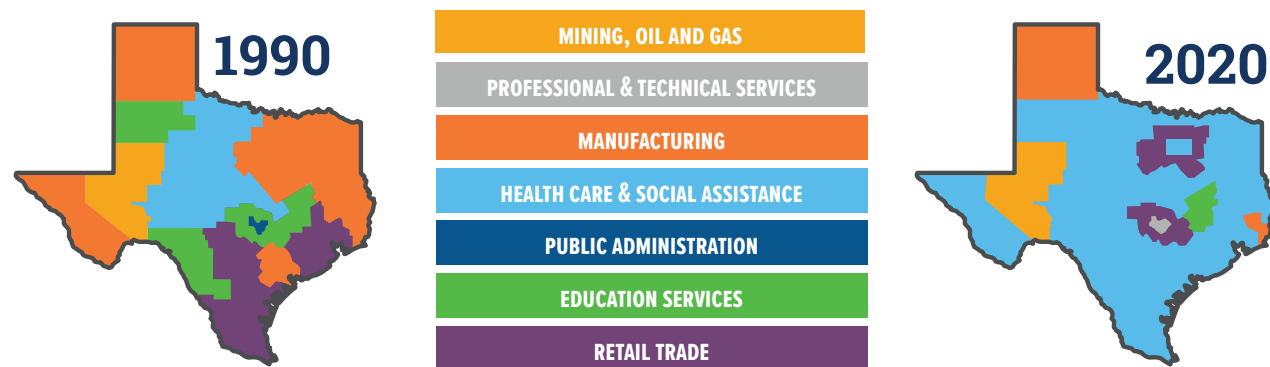 1990
MINING, OIL AND GAS
PROFESSIONAL & TECHNICAL SERVICES
MANUFACTURING
HEALTH CARE & SOCIAL ASSISTANCE
PUBLIC ADMINISTRATION
EDUCATION SERVICES
RETAIL TRADE
2020